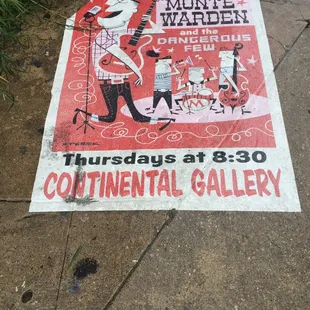 MONTE
WARDEN
and the
DANGEROUS
FEW
Thursdays at 8:30
CONTINENTAL GALLERY